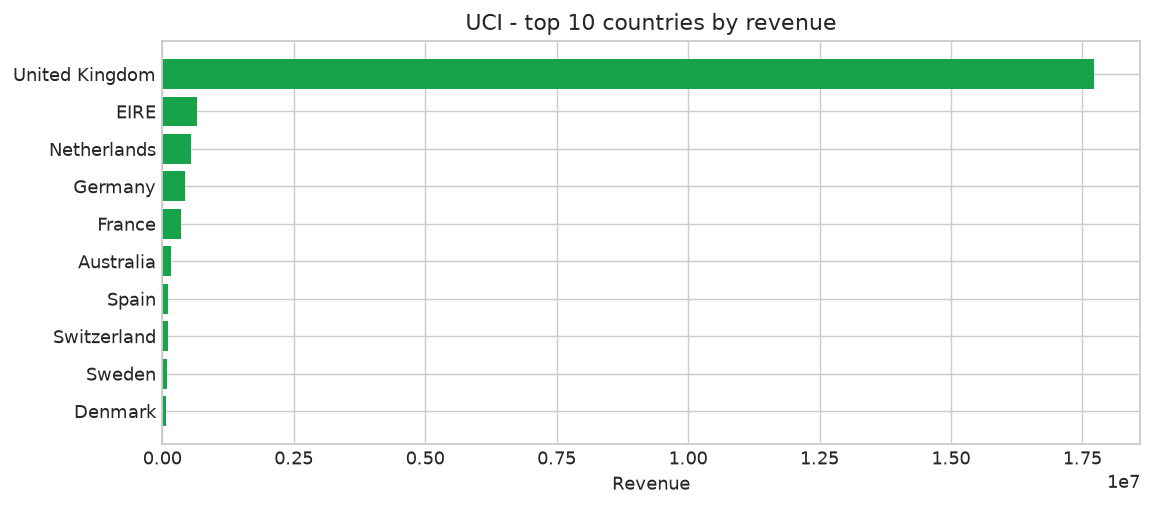 UCI - top 10 countries by revenue
United Kingdom
EIRE
Netherlands
Germany
France
Australia
Spain
Switzerland
Sweden
Denmark
0.00 0.25 0.50 0.75 1.00 1.25 1.50 1.75
1e7
Revenue